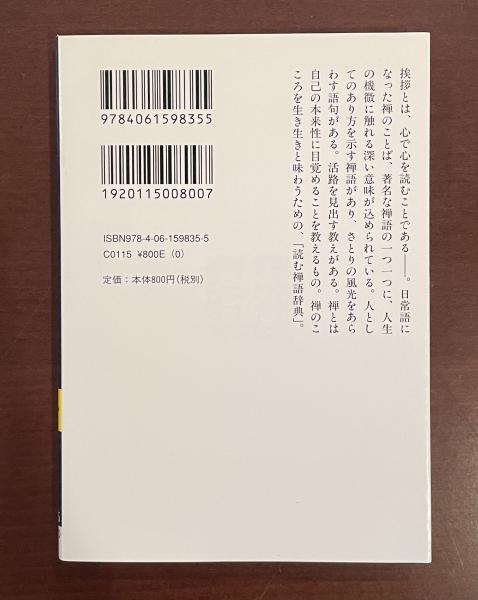 9784061598355
1920115008007
ISBN978-4-06-159835-5
C0115 ¥800E (0)
定価：本体800円(税別)
挨拶とは、心で心を読むことである——。日常語に
なった禅のことば、著名な禅語の一つ一つに、人生
の機微に触れる深い意味が込められている。人とし
てのあり方を示す禅語があり、さとりの風光をあら
わす語句がある。活路を見出す教えがある。禅とは
自己の本来性に目覚めることを教えるもの。禅のこ
ころを生き生きと味わうための、「読む禅語辞典」。